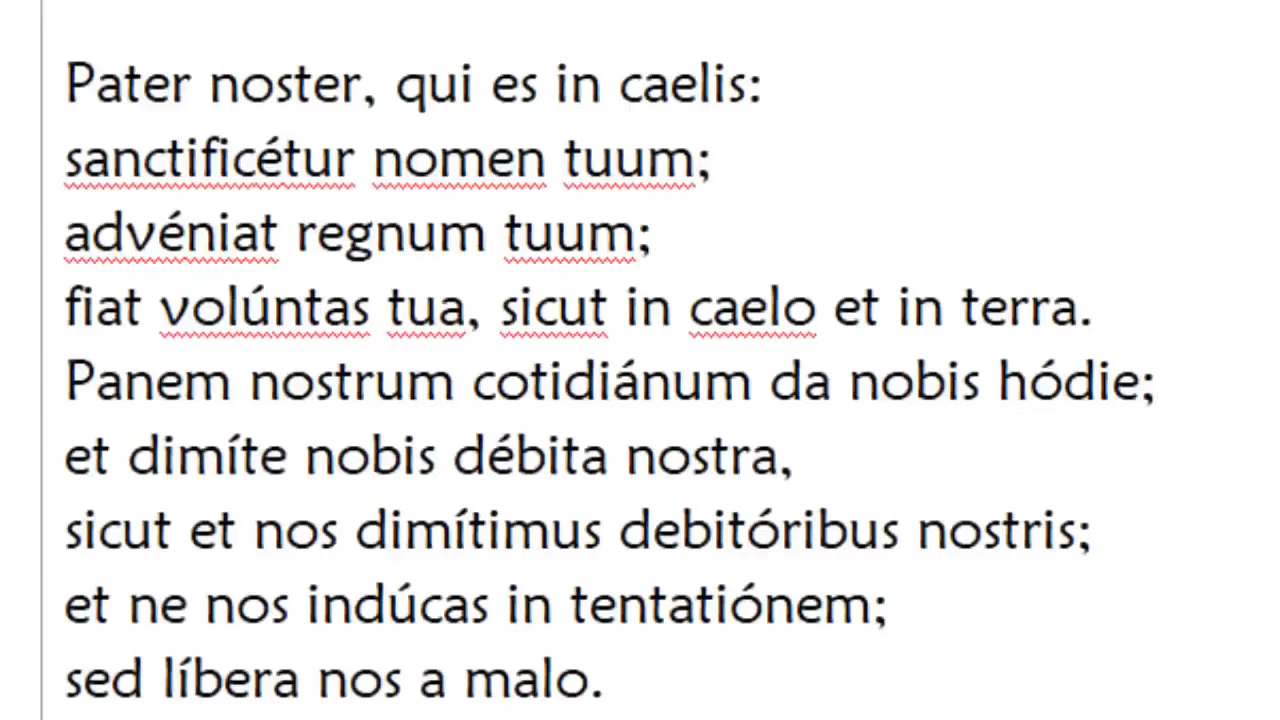 Pater noster, qui es in caelis:
sanctificétur nomen tuum;
advéniat regnum tuum;
fiat volúntas tua, sicut in caelo et in terra.
Panem nostrum cotidiánum da nobis hódie;
et dimíte nobis débita nostra,
sicut et nos dimítimus debitóribus nostris;
et ne nos indúcas in tentatiónem;
sed líbera nos a malo.